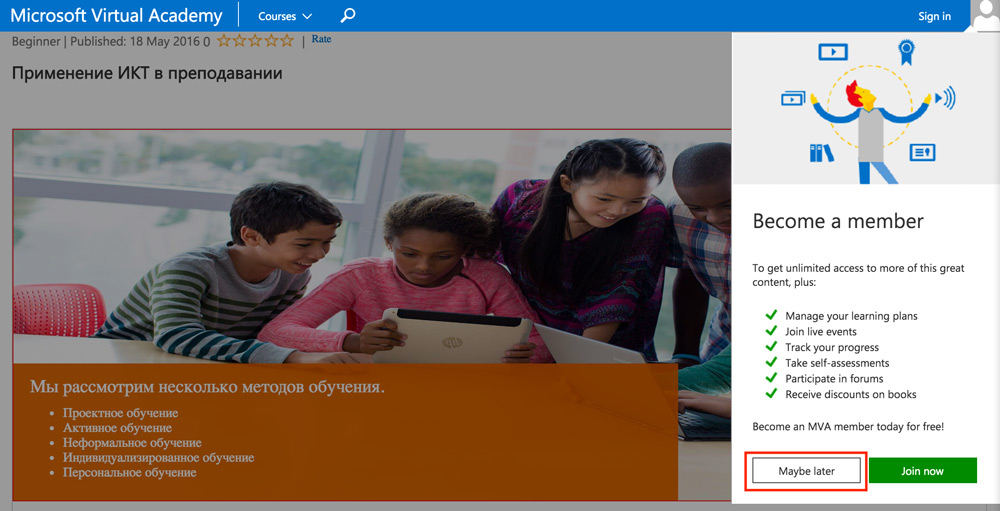 Microsoft Virtual Academy
Courses
Sign in
Beginner | Published: 18 May 2016 0 | Rate
Применение ИКТ в преподавании
Мы рассмотрим несколько методов обучения.
• Проектное обучение
• Активное обучение
• Неформальное обучение
• Индивидуализированное обучение
• Персональное обучение
Become a member
To get unlimited access to more of this great
content, plus:
Manage your learning plans
Join live events
Track your progress
Take self-assessments
Participate in forums
Receive discounts on books
Become an MVA member today for free!
Maybe later
Join now